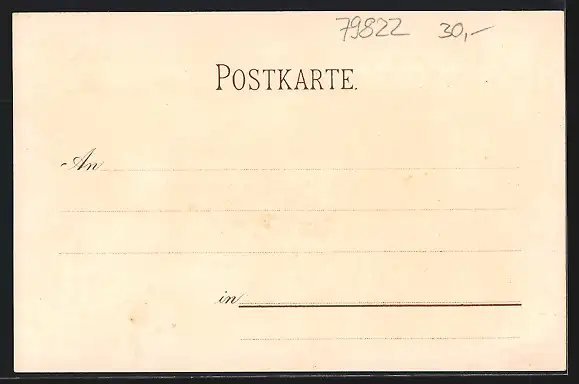 79822 30,-
POSTKARTE.
An
in